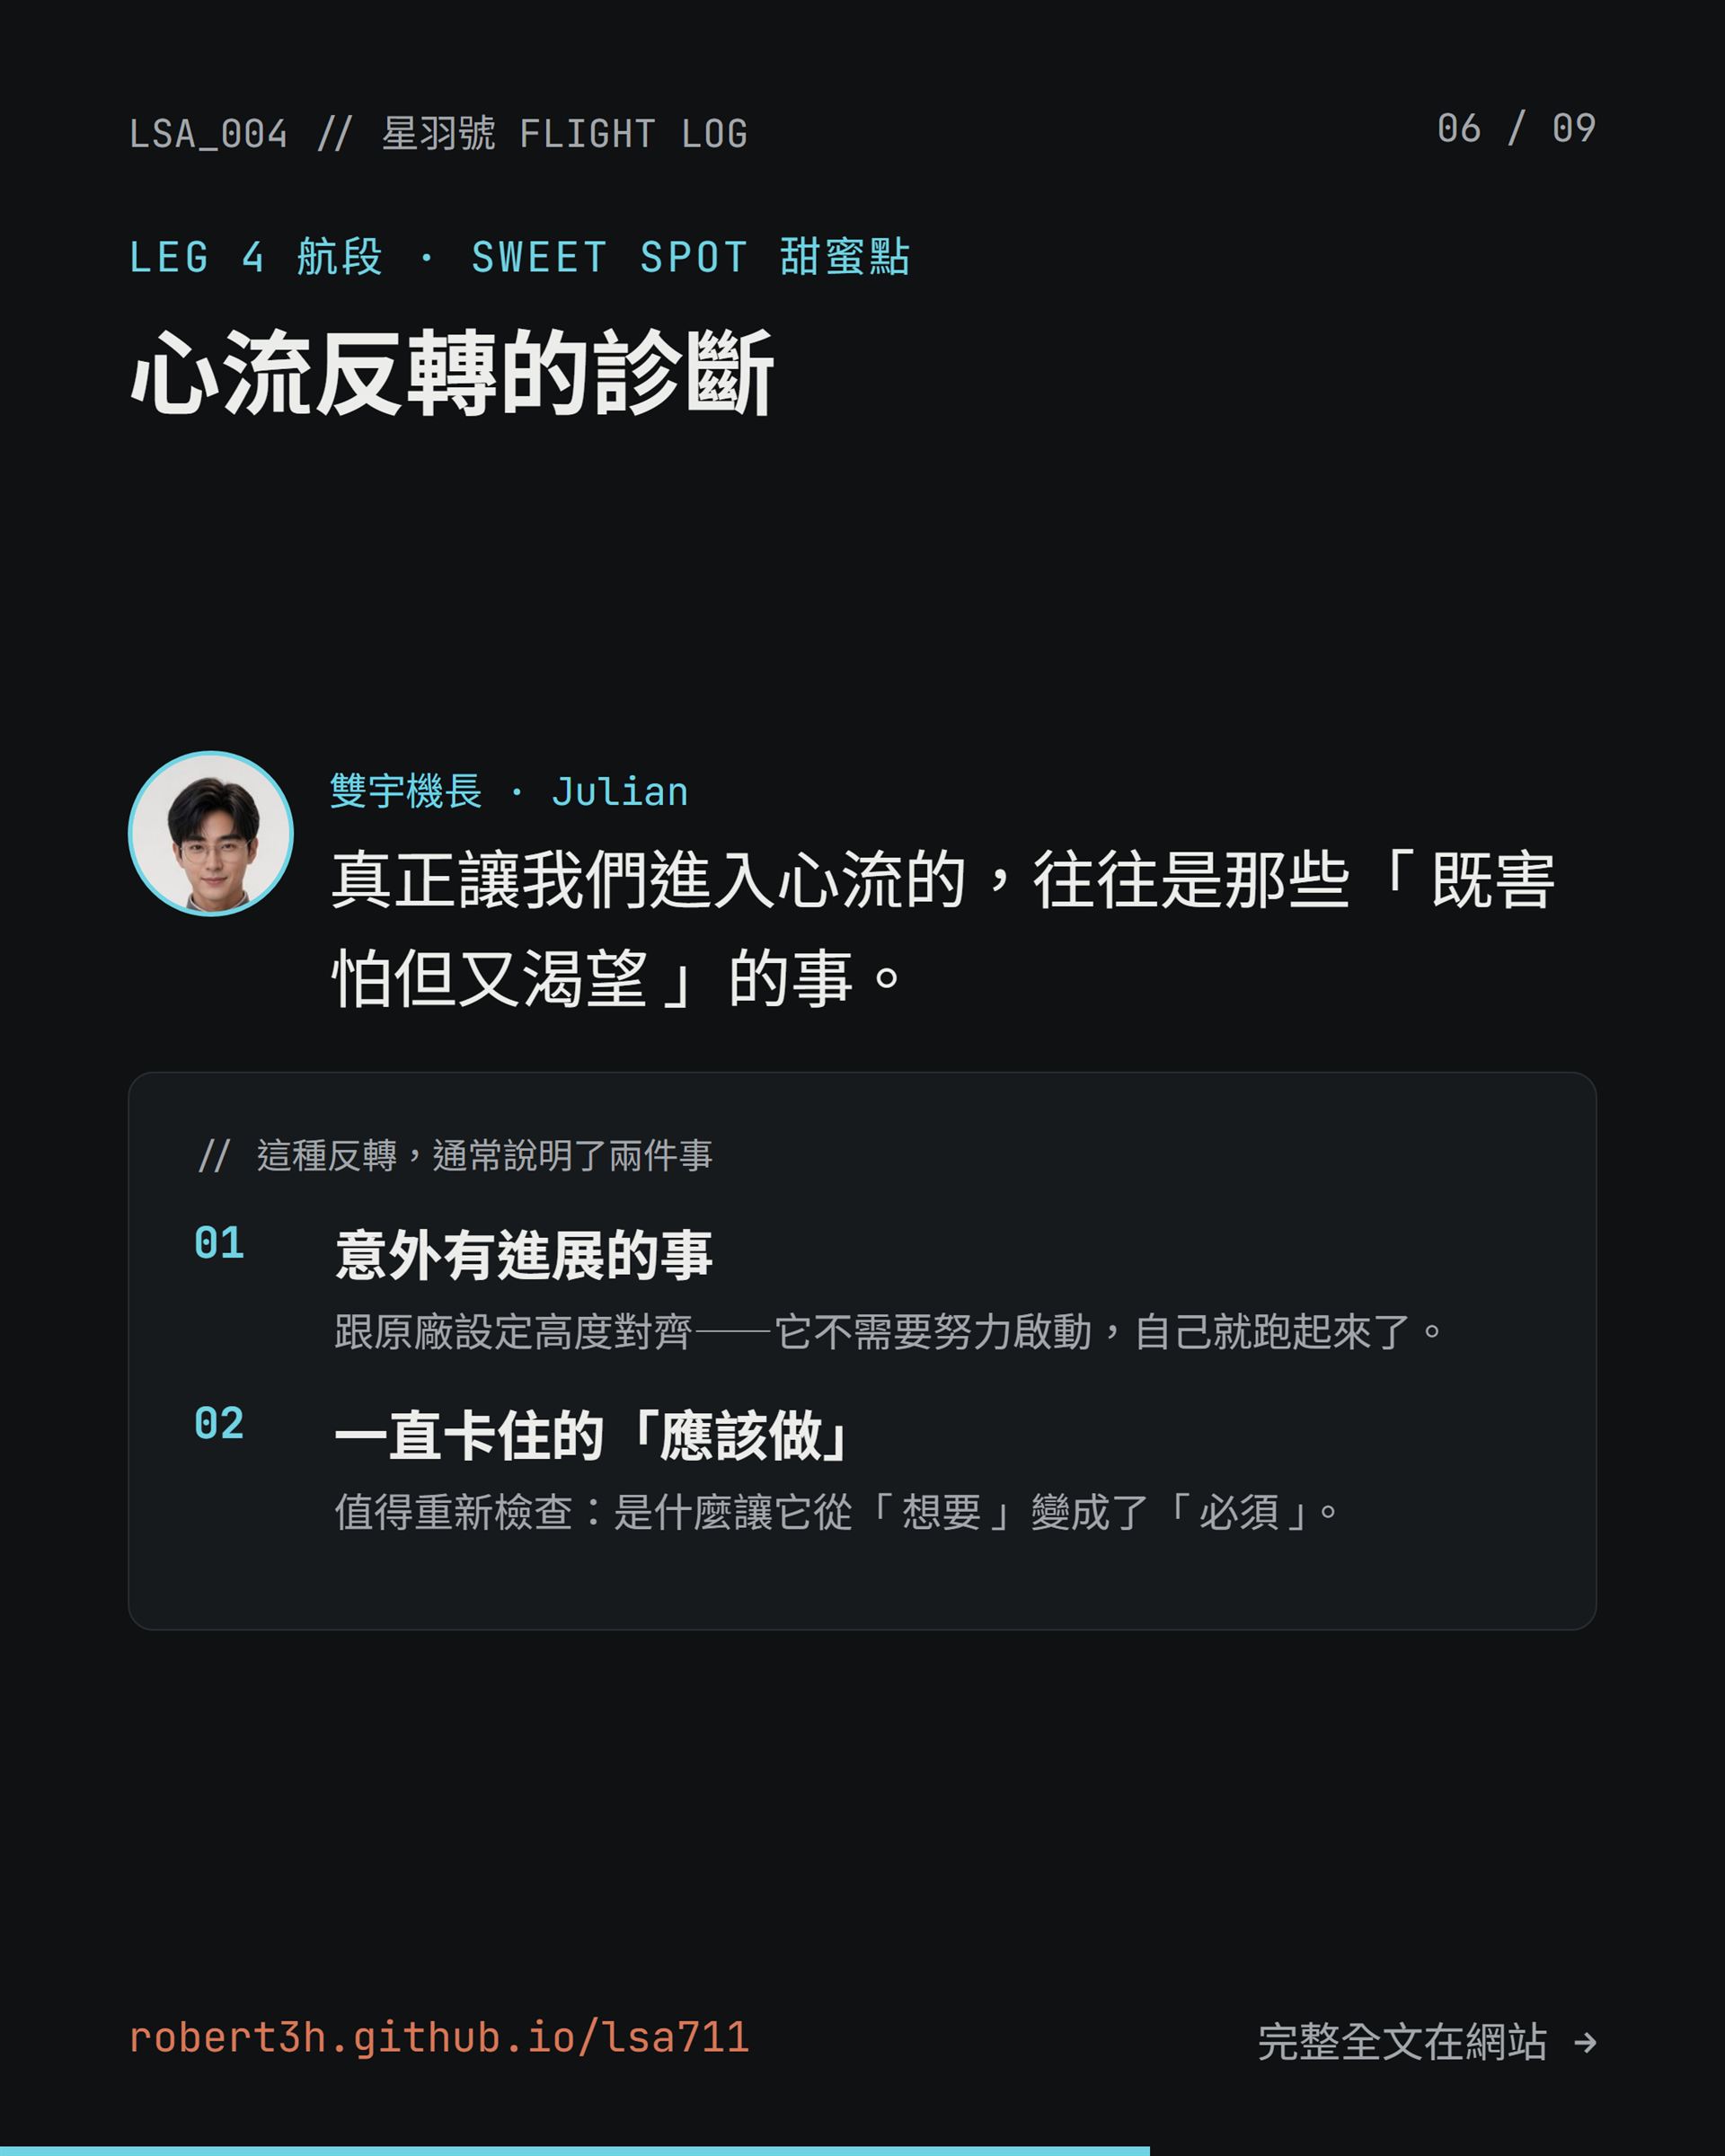 LSA_004 // 星羽號 FLIGHT LOG
06 / 09
LEG 4 航段 · SWEET SPOT 甜蜜點
心流反轉的診斷
雙宇機長 · Julian
真正讓我們進入心流的，往往是那些「既害
怕但又渴望」的事。
// 這種反轉，通常說明了兩件事
01
意外有進展的事
跟原廠設定高度對齊——它不需要努力啟動，自己就跑起來了。
02
一直卡住的「應該做」
值得重新檢查：是什麼讓它從「想要」變成了「必須」。
robert3h.github.io/lsa711
完整全文在網站 →